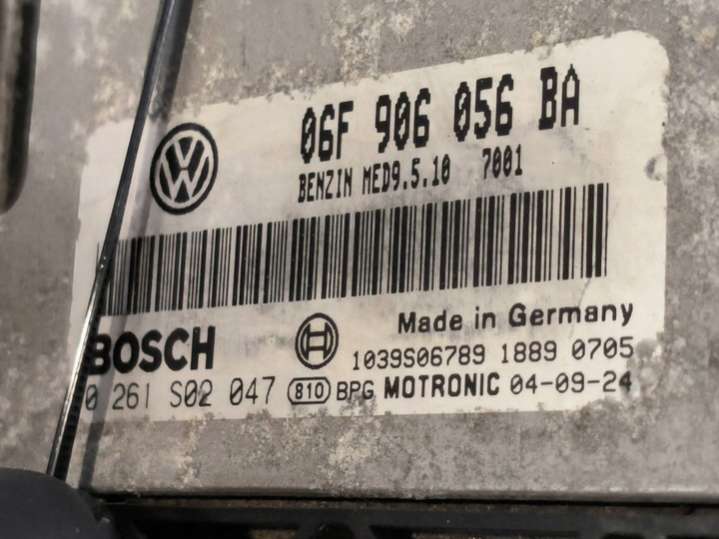 06F 906 056 BA
BENZIN MED9.5.10 7001
Made in Germany
BOSCH
1039S06789 1889 0705
0 261 S02 047 810 BPG MOTRONIC 04-09-24